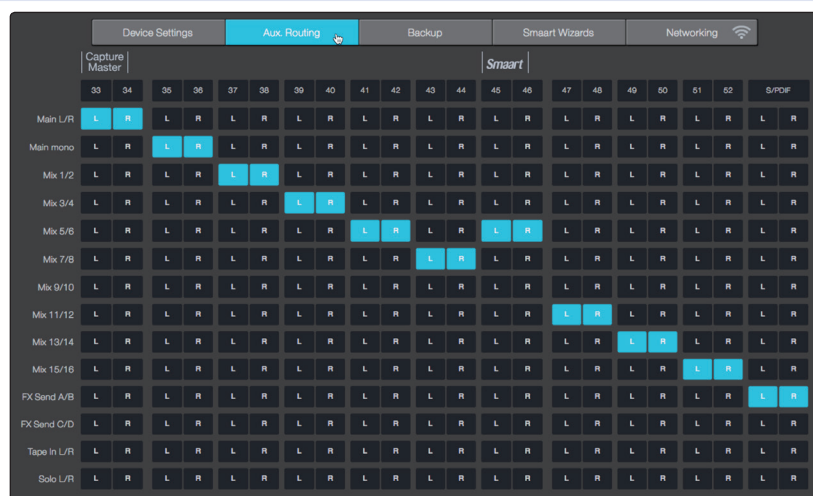 Device Settings Aux. Routing Backup Smaart Wizards Networking
Capture
Master Smaart
33 34 35 36 37 38 39 40 41 42 43 44 45 46 47 48 49 50 51 52 S/PDIF
Main L/R L R L R L R L R L R L R L R L R L R L R L R
Main mono L R L R L R L R L R L R L R L R L R L R L R
Mix 1/2 L R L R L R L R L R L R L R L R L R L R L R
Mix 3/4 L R L R L R L R L R L R L R L R L R L R L R
Mix 5/6 L R L R L R L R L R L R L R L R L R L R L R
Mix 7/8 L R L R L R L R L R L R L R L R L R L R L R
Mix 9/10 L R L R L R L R L R L R L R L R L R L R L R
Mix 11/12 L R L R L R L R L R L R L R L R L R L R L R
Mix 13/14 L R L R L R L R L R L R L R L R L R L R L R
Mix 15/16 L R L R L R L R L R L R L R L R L R L R L R
FX Send A/B L R L R L R L R L R L R L R L R L R L R L R
FX Send C/D L R L R L R L R L R L R L R L R L R L R L R
Tape In L/R L R L R L R L R L R L R L R L R L R L R L R
Solo L/R L R L R L R L R L R L R L R L R L R L R L R